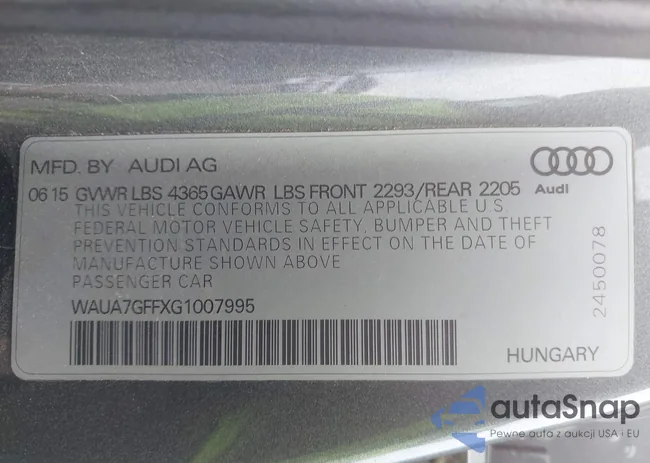 MFD. BY AUDI AG
06 15 GVWR LBS 4365 GAWR LBS FRONT 2293/REAR 2205 Audi
THIS VEHICLE CONFORMS TO ALL APPLICABLE U.S.
FEDERAL MOTOR VEHICLE SAFETY, BUMPER AND THEFT
PREVENTION STANDARDS IN EFFECT ON THE DATE OF
MANUFACTURE SHOWN ABOVE
PASSENGER CAR
WAUA7GFFXG1007995
2450078
HUNGARY
autaSnap
Pewne auta z aukcji USA i EU